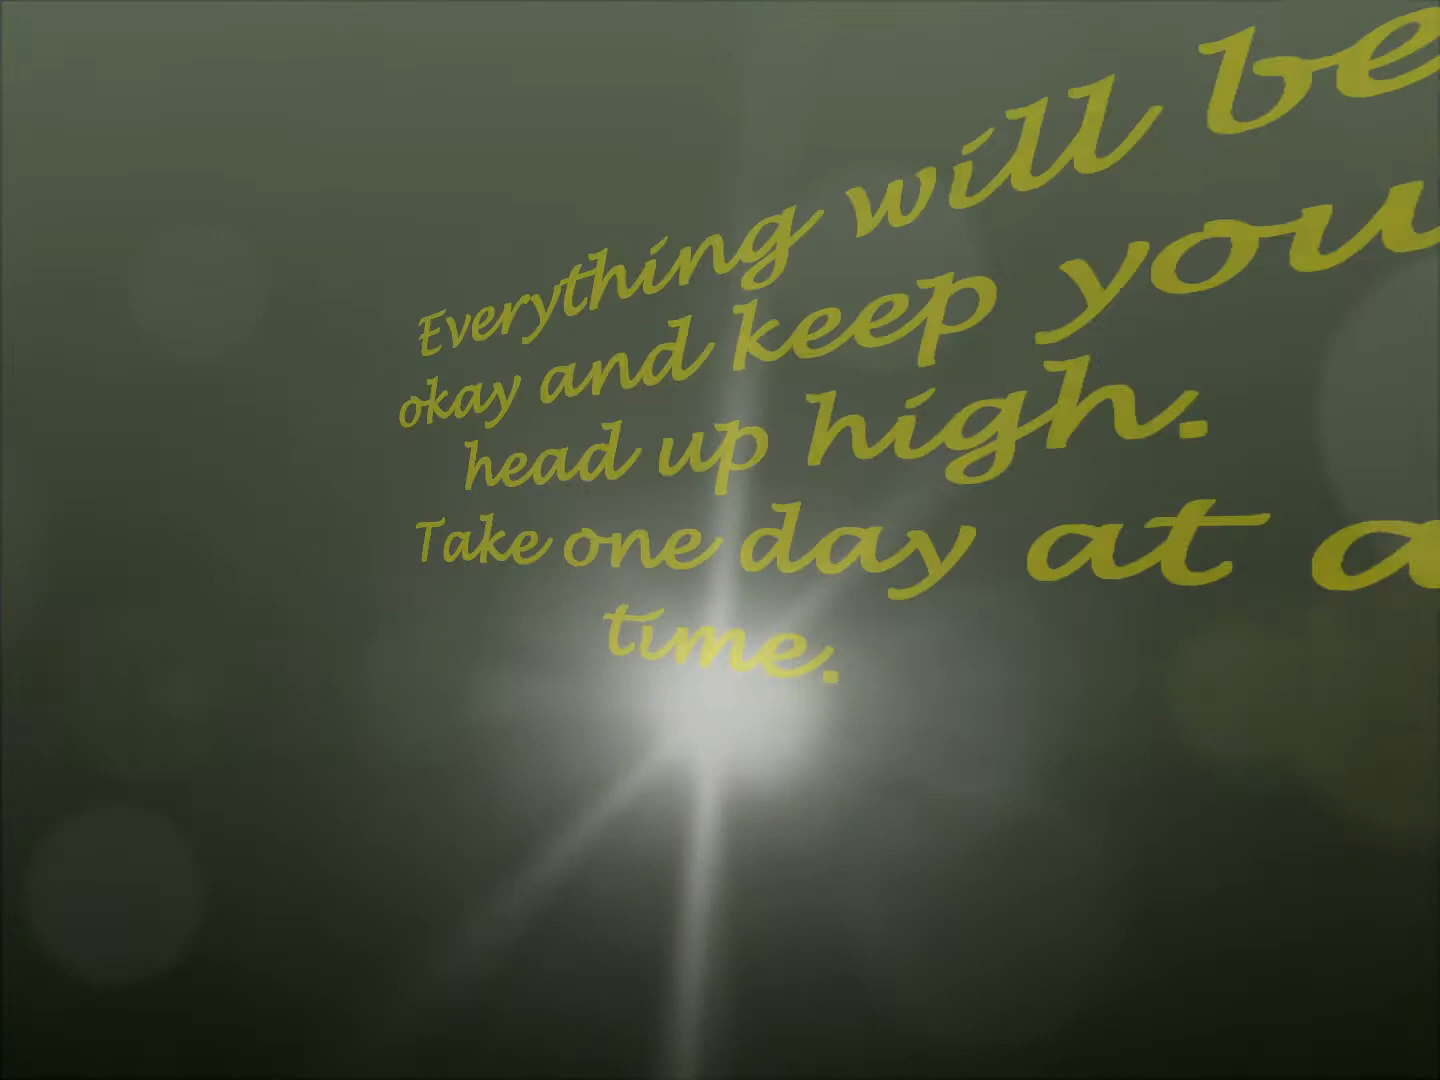 Everything will be
okay and keep you
head up high.
Take one day at a
time.